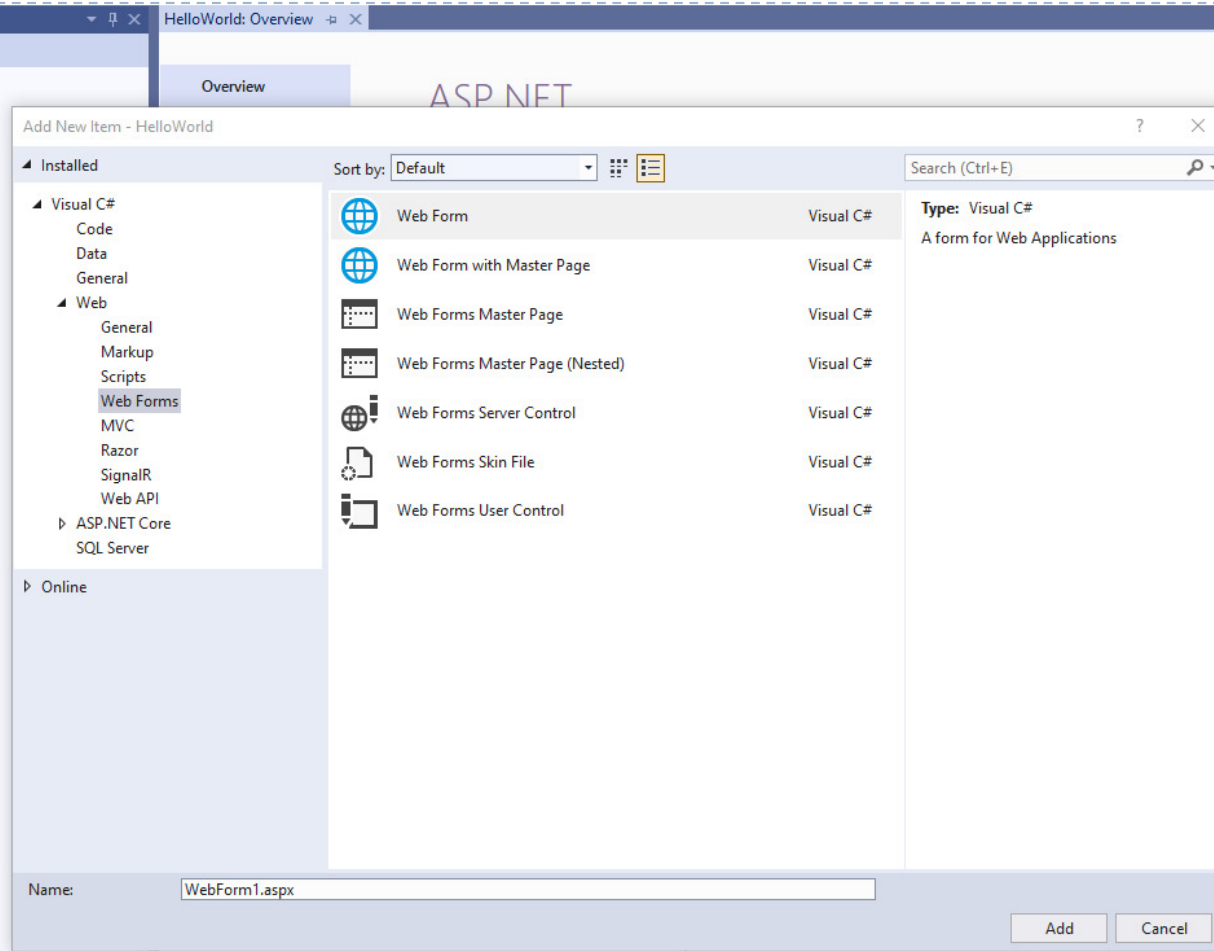 HelloWorld: Overview
Overview
ASP.NET
Add New Item - HelloWorld
?
Installed
Sort by: Default
Search (Ctrl+E)
Visual C#
Code
Data
General
Web
General
Markup
Scripts
Web Forms
MVC
Razor
SignalR
Web API
ASP.NET Core
SQL Server
Online
Web Form Visual C#
Web Form with Master Page Visual C#
Web Forms Master Page Visual C#
Web Forms Master Page (Nested) Visual C#
Web Forms Server Control Visual C#
Web Forms Skin File Visual C#
Web Forms User Control Visual C#
Type: Visual C#
A form for Web Applications
Name: WebForm1.aspx
Add Cancel